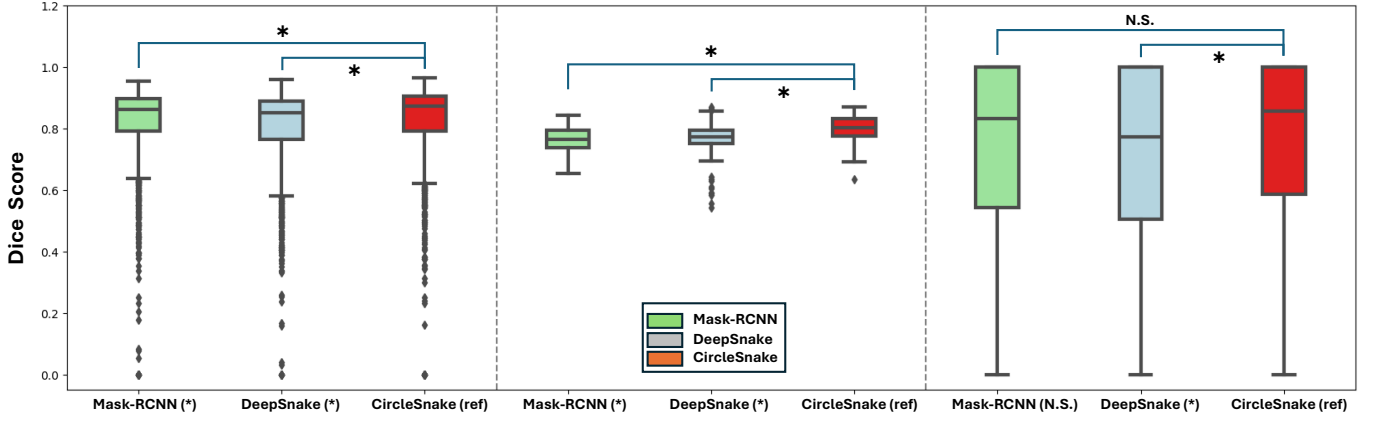 1.2
1.0
0.8
0.6
0.4
0.2
0.0
Dice Score
*
*
*
*
N.S.
*
Mask-RCNN
DeepSnake
CircleSnake
Mask-RCNN (*) DeepSnake (*) CircleSnake (ref) Mask-RCNN (*) DeepSnake (*) CircleSnake (ref) Mask-RCNN (N.S.) DeepSnake (*) CircleSnake (ref)